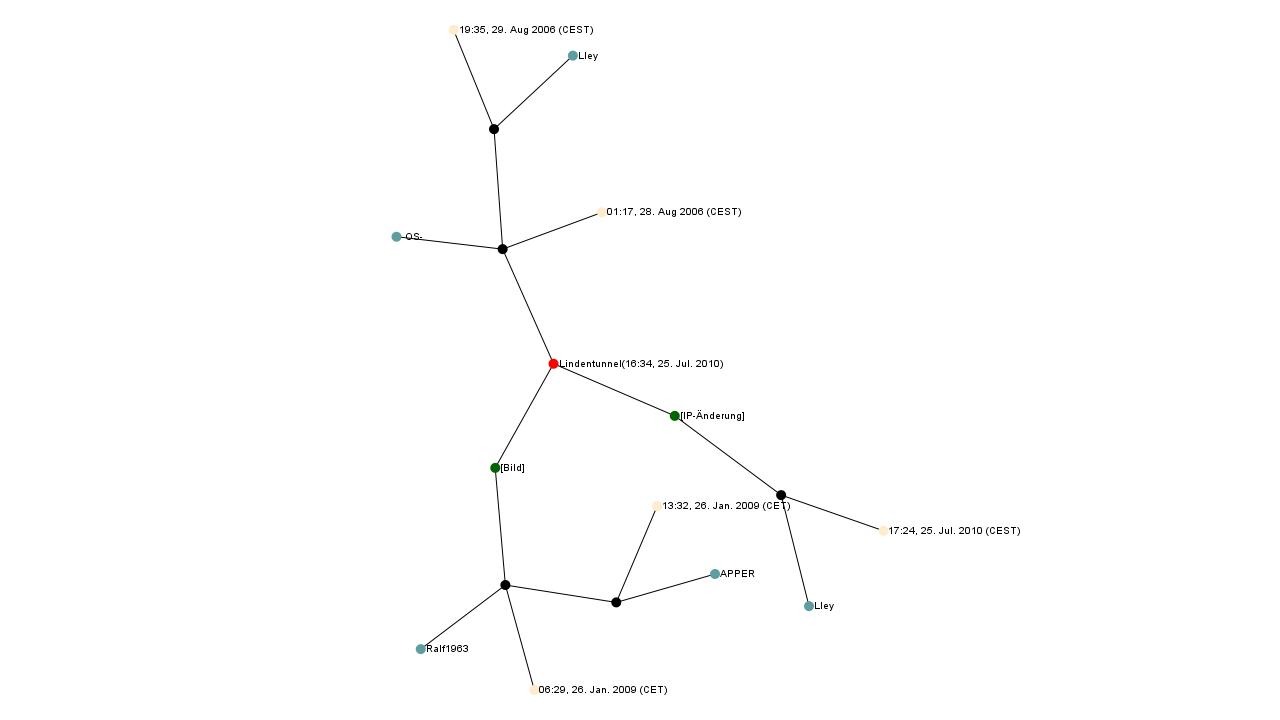 19:35, 29. Aug 2006 (CEST)
Lley
01:17, 28. Aug 2006 (CEST)
OS-
Lindentunnel(16:34, 25. Jul. 2010)
[IP-Änderung]
[Bild]
13:32, 26. Jan. 2009 (CET)
17:24, 25. Jul. 2010 (CEST)
APPER
Lley
Ralf1963
06:29, 26. Jan. 2009 (CET)